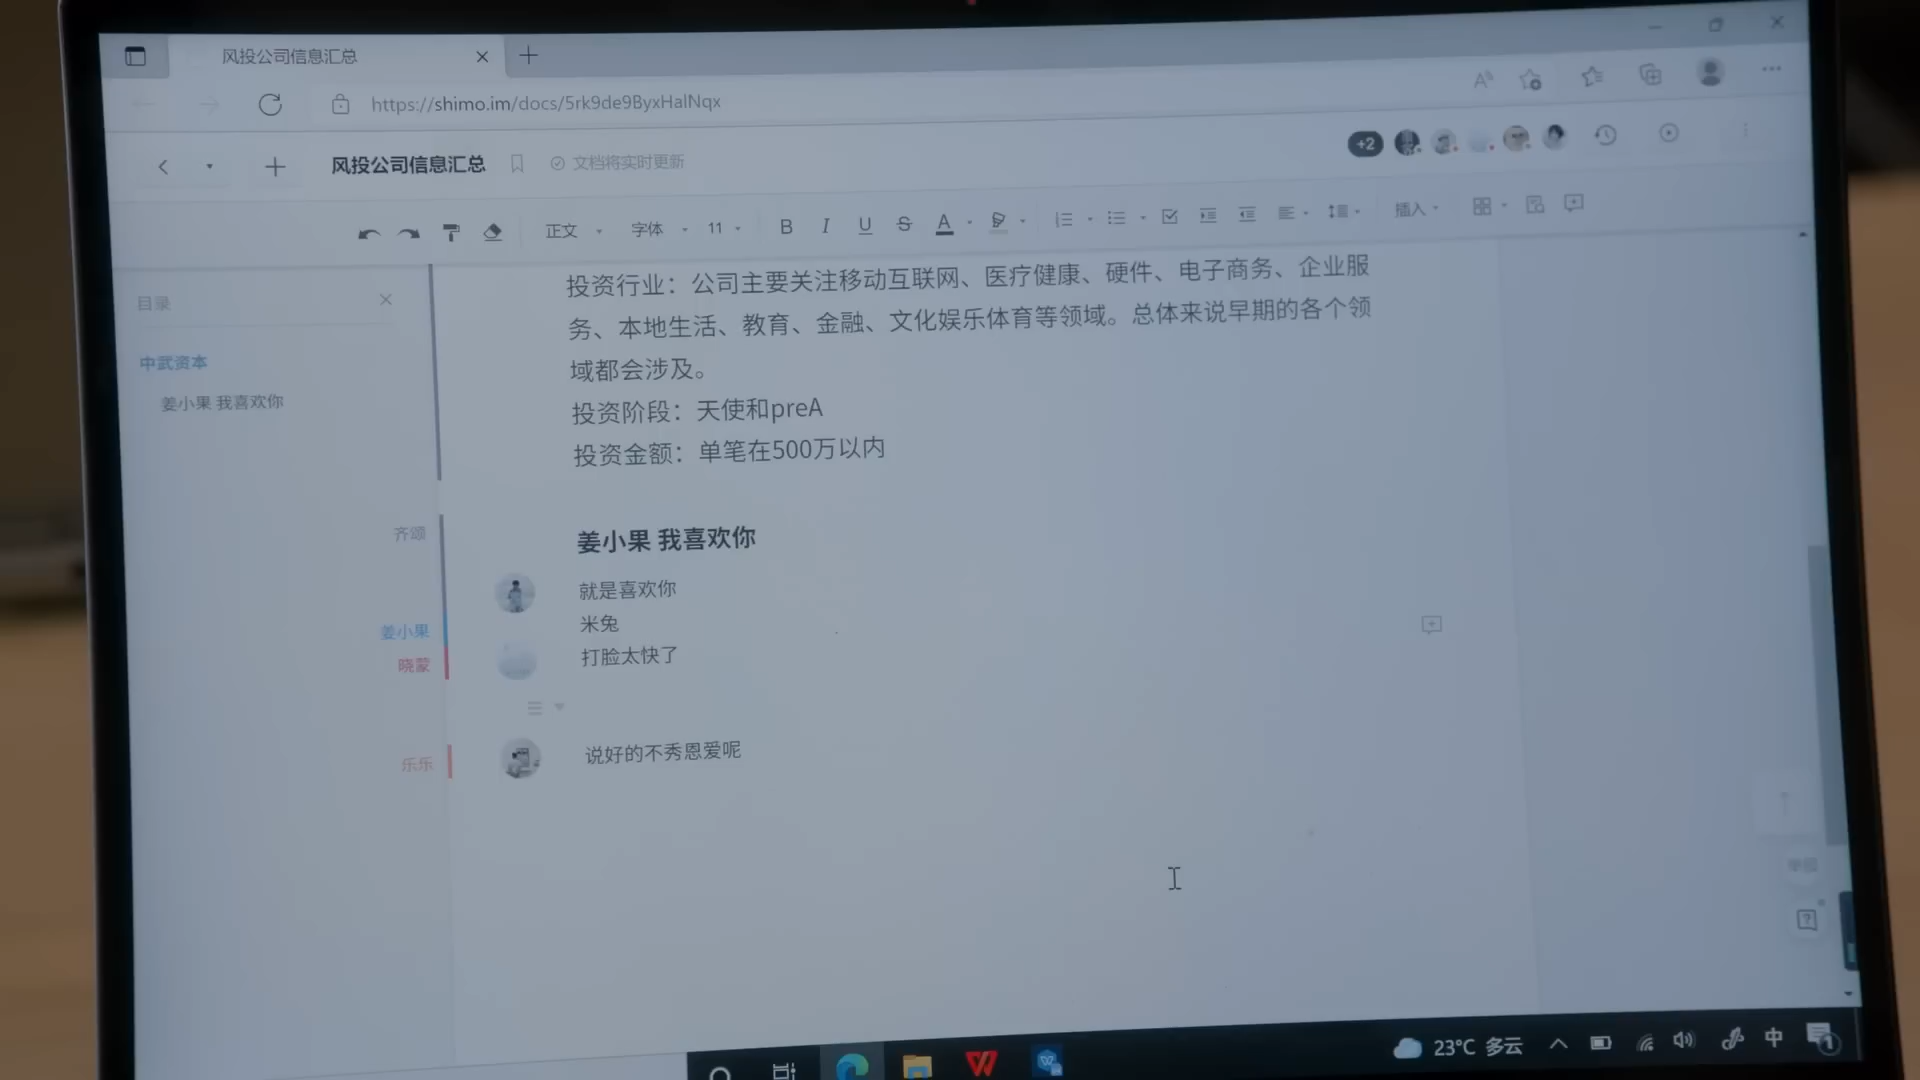 风投公司信息汇总
https://shimo.im/docs/5rk9de9ByxHalNqx
风投公司信息汇总 文档将实时更新
+2
正文 字体 11 B I U S A 插入
目录
中武资本
姜小果 我喜欢你
投资行业：公司主要关注移动互联网、医疗健康、硬件、电子商务、企业服
务、本地生活、教育、金融、文化娱乐体育等领域。总体来说早期的各个领
域都会涉及。
投资阶段：天使和preA
投资金额：单笔在500万以内
齐颂
姜小果 我喜欢你
就是喜欢你
姜小果 米兔
晓蒙 打脸太快了
乐乐 说好的不秀恩爱呢
23°C 多云 中 1